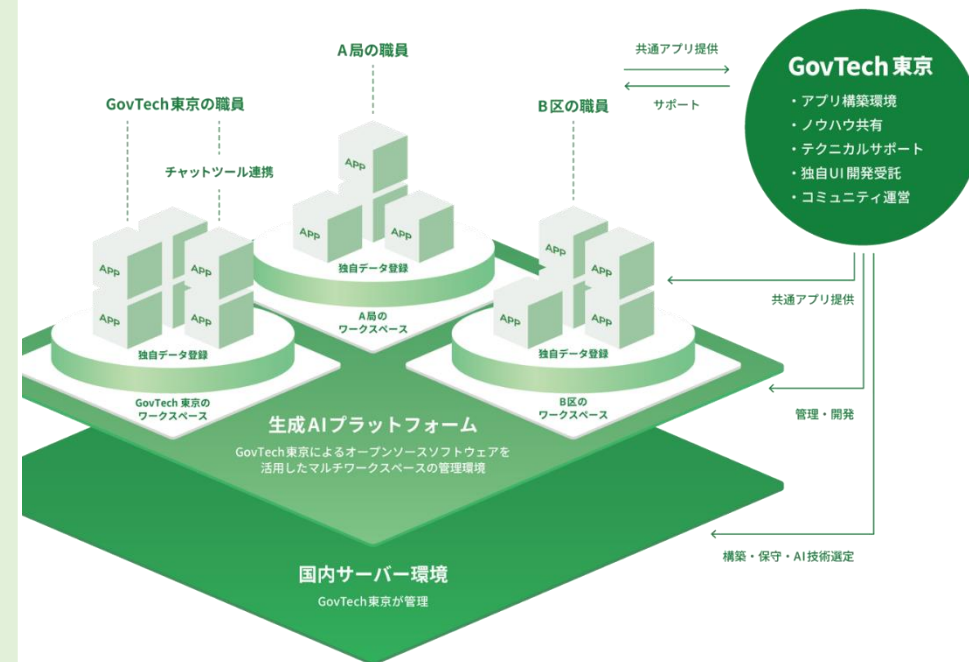 A局の職員
共通アプリ提供
サポート
GovTech東京
・アプリ構築環境
・ノウハウ共有
・テクニカルサポート
・独自UI開発受託
・コミュニティ運営
GovTech東京の職員
B区の職員
チャットツール連携
APP
APP
APP
独自データ登録
A局の
ワークスペース
APP
APP
APP
APP
独自データ登録
GovTech 東京の
ワークスペース
APP
APP
APP
APP
独自データ登録
B区の
ワークスペース
共通アプリ提供
管理・開発
生成AIプラットフォーム
GovTech東京によるオープンソースソフトウェアを
活用したマルチワークスペースの管理環境
構築・保守・AI技術選定
国内サーバー環境
GovTech東京が管理